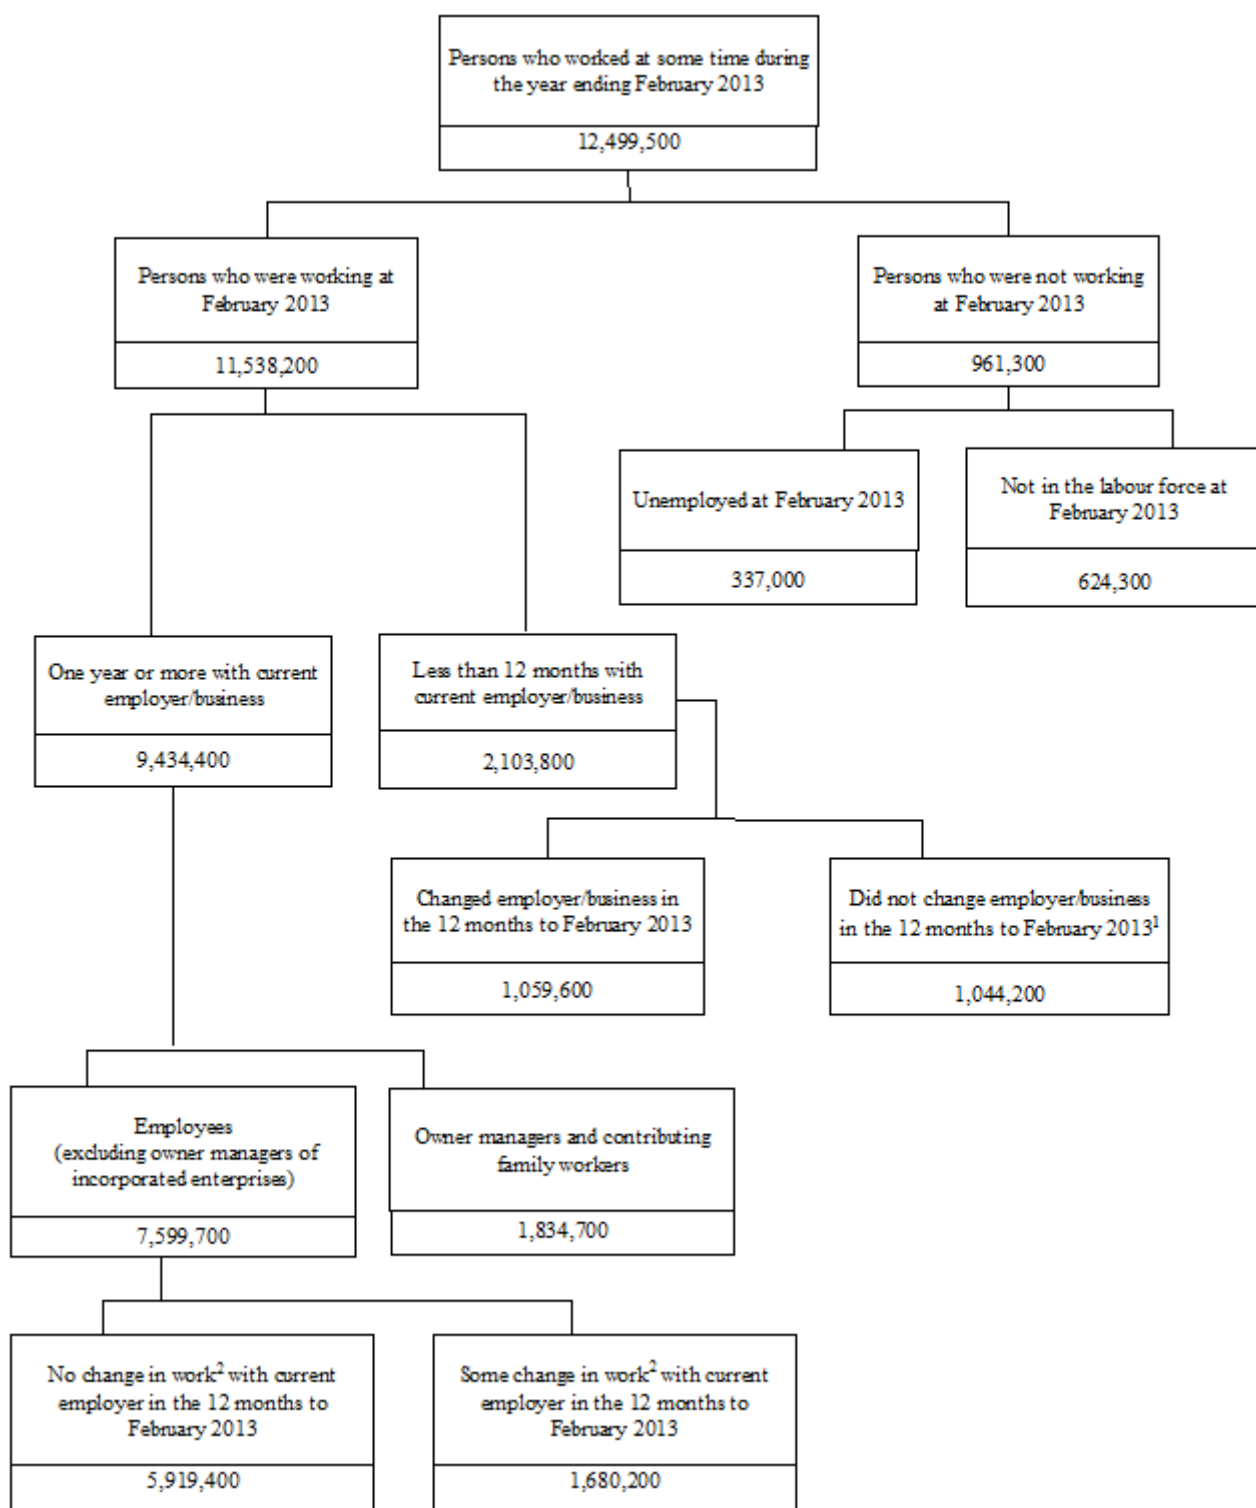 Persons who worked at some time during
the year ending February 2013
12,499,500
Persons who were working at
February 2013
11,538,200
Persons who were not working
at February 2013
961,300
Unemployed at February 2013
337,000
Not in the labour force at
February 2013
624,300
One year or more with current
employer/business
9,434,400
Less than 12 months with
current employer/business
2,103,800
Changed employer/business in
the 12 months to February 2013
1,059,600
Did not change employer/business
in the 12 months to February 2013¹
1,044,200
Employees
(excluding owner managers of
incorporated enterprises)
7,599,700
Owner managers and contributing
family workers
1,834,700
No change in work² with current
employer in the 12 months to
February 2013
5,919,400
Some change in work² with current
employer in the 12 months to
February 2013
1,680,200